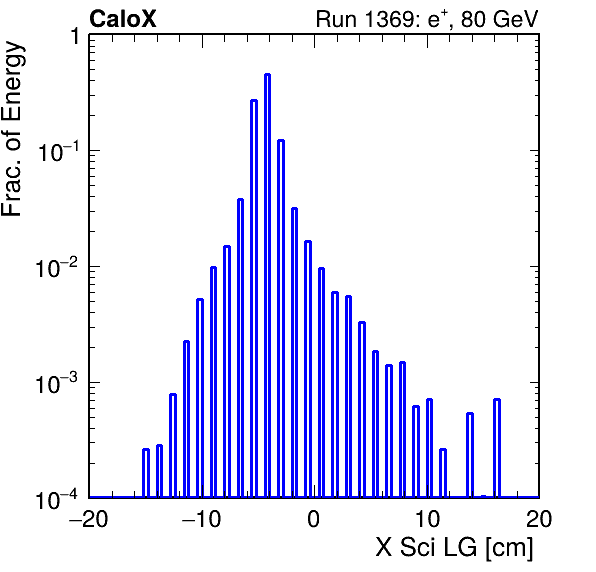 CaloX Run 1369: e⁺, 80 GeV
Frac. of Energy
1
10⁻¹
10⁻²
10⁻³
10⁻⁴
−20 −10 0 10 20
X Sci LG [cm]